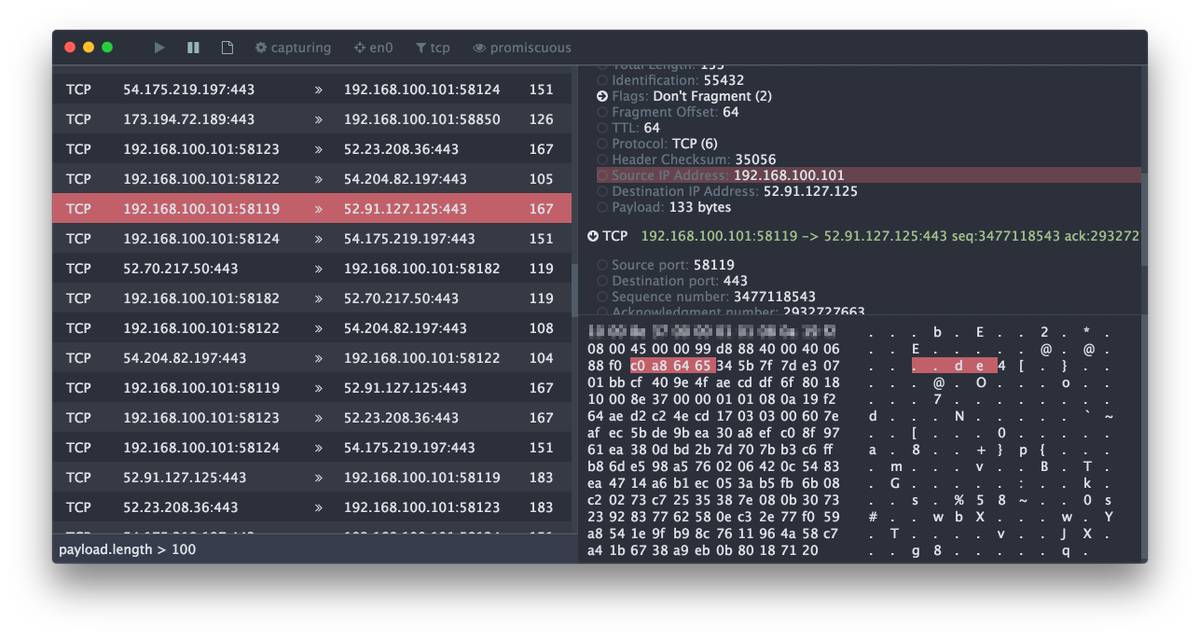 capturing en0 tcp promiscuous
TCP 54.175.219.197:443 » 192.168.100.101:58124 151
TCP 173.194.72.189:443 » 192.168.100.101:58850 126
TCP 192.168.100.101:58123 » 52.23.208.36:443 167
TCP 192.168.100.101:58122 » 54.204.82.197:443 105
TCP 192.168.100.101:58119 » 52.91.127.125:443 167
TCP 192.168.100.101:58124 » 54.175.219.197:443 151
TCP 52.70.217.50:443 » 192.168.100.101:58182 119
TCP 192.168.100.101:58182 » 52.70.217.50:443 119
TCP 192.168.100.101:58122 » 54.204.82.197:443 108
TCP 54.204.82.197:443 » 192.168.100.101:58122 104
TCP 192.168.100.101:58119 » 52.91.127.125:443 167
TCP 192.168.100.101:58123 » 52.23.208.36:443 167
TCP 192.168.100.101:58124 » 54.175.219.197:443 151
TCP 52.91.127.125:443 » 192.168.100.101:58119 183
TCP 52.23.208.36:443 » 192.168.100.101:58123 183
payload.length > 100
Total Length: 153
Identification: 55432
Flags: Don't Fragment (2)
Fragment Offset: 64
TTL: 64
Protocol: TCP (6)
Header Checksum: 35056
Source IP Address: 192.168.100.101
Destination IP Address: 52.91.127.125
Payload: 133 bytes
TCP 192.168.100.101:58119 -> 52.91.127.125:443 seq:3477118543 ack:293272
Source port: 58119
Destination port: 443
Sequence number: 3477118543
Acknowledgment number: 2932727663
. . . b . E . . 2 . * .
08 00 45 00 00 99 d8 88 40 00 40 06 . . E . . . . . @ . @ .
88 f0 c0 a8 64 65 34 5b 7f 7d e3 07 . . . . d e 4 [ . } . .
01 bb cf 40 9e 4f ae cd df 6f 80 18 . . . @ . O . . . o . .
10 00 8e 37 00 00 01 01 08 0a 19 f2 . . . 7 . . . . . . . .
64 ae d2 c2 4e cd 17 03 03 00 60 7e d . . . N . . . . . ` ~
af ec 5b de 9b ea 30 a8 ef c0 8f 97 . . [ . . . 0 . . . . .
61 ea 38 0d bd 2b 7d 70 7b b3 c6 ff a . 8 . . + } p { . . .
b8 6d e5 98 a5 76 02 06 42 0c 54 83 . m . . . v . . B . T .
ea 47 14 a6 b1 ec 05 3a b5 fb 6b 08 . G . . . . . : . . k .
c2 02 73 c7 25 35 38 7e 08 0b 30 73 . . s . % 5 8 ~ . . 0 s
23 92 83 77 62 58 0e c3 2e 77 f0 59 # . . w b X . . . w . Y
a8 54 1e 9f b9 8c 76 11 96 4a 58 c7 . T . . . . v . . J X .
a4 1b 67 38 a9 eb 0b 80 18 71 20 . . g 8 . . . . . q .